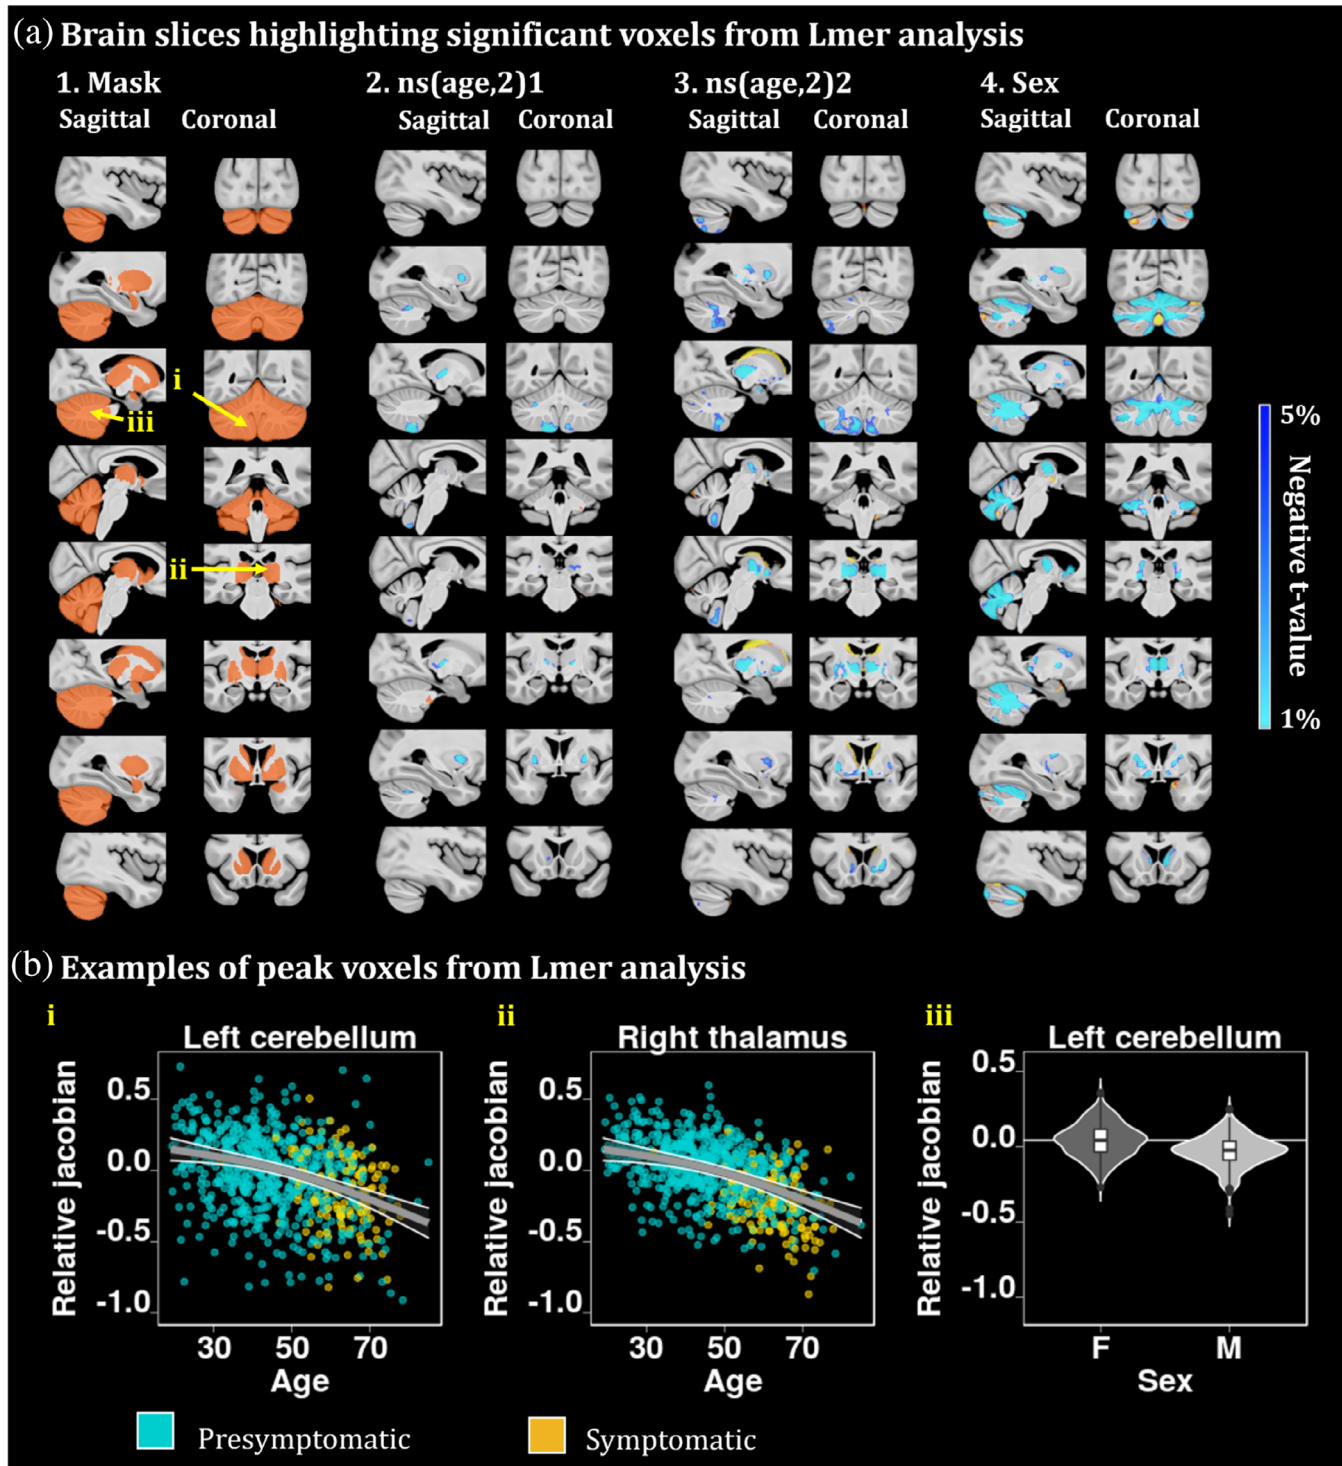 (a) Brain slices highlighting significant voxels from Lmer analysis
1. Mask 2. ns(age,2)1 3. ns(age,2)2 4. Sex
Sagittal Coronal Sagittal Coronal Sagittal Coronal Sagittal Coronal
i
iii
ii
5%
Negative t-value
1%
(b) Examples of peak voxels from Lmer analysis
i ii iii
Left cerebellum Right thalamus Left cerebellum
Relative jacobian
0.5
0.0
-0.5
-1.0
30 50 70
Age
Relative jacobian
0.5
0.0
-0.5
-1.0
30 50 70
Age
Relative jacobian
0.5
0.0
-0.5
-1.0
F M
Sex
Presymptomatic Symptomatic